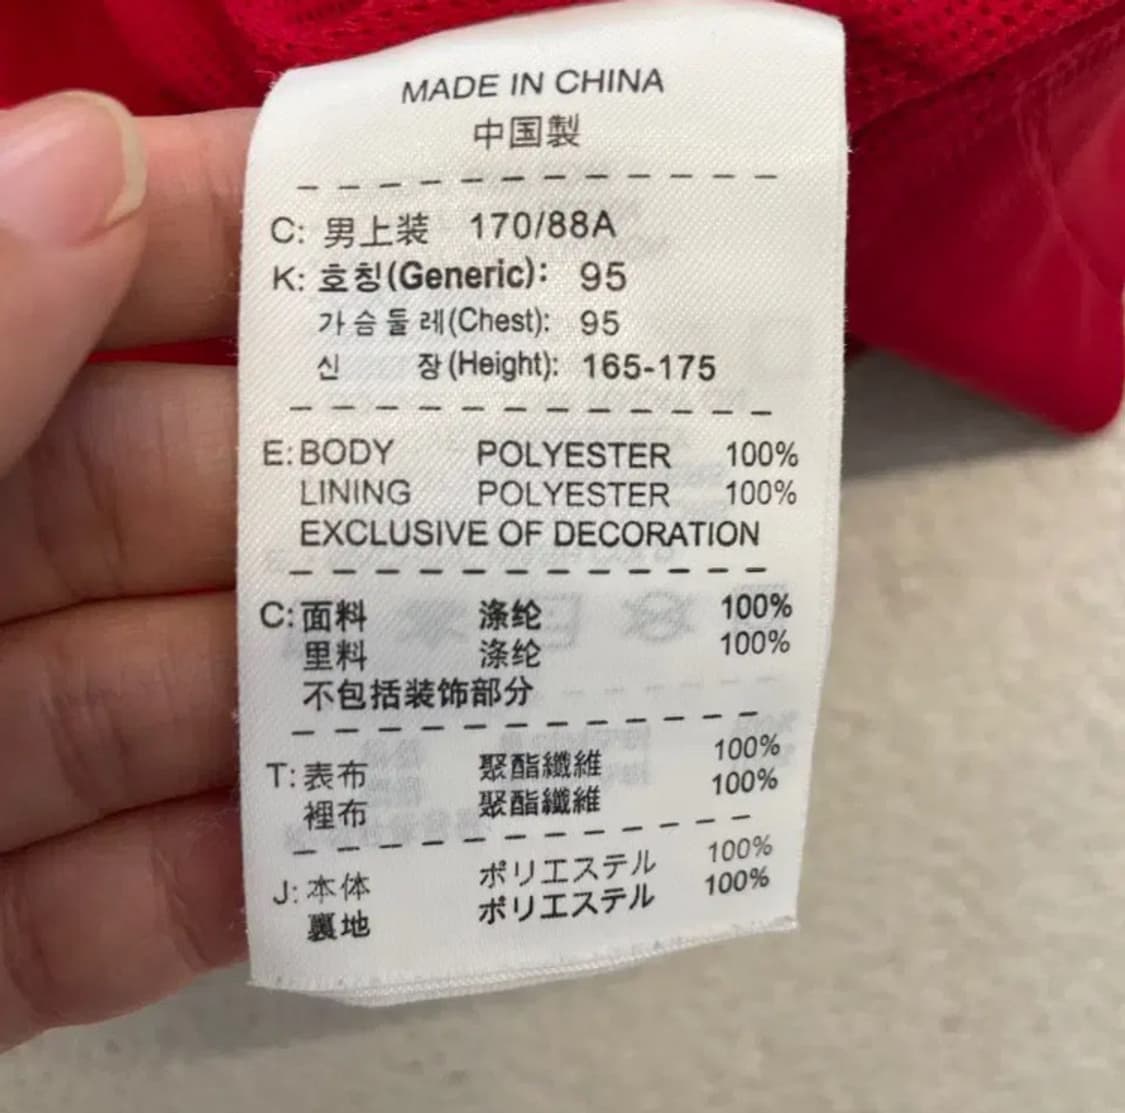 MADE IN CHINA
中国製
C: 男上装 170/88A
K: 호칭(Generic): 95
가슴둘레(Chest): 95
신 장(Height): 165-175
E: BODY POLYESTER 100%
LINING POLYESTER 100%
EXCLUSIVE OF DECORATION
C: 面料 涤纶 100%
里料 涤纶 100%
不包括装饰部分
T: 表布 聚酯纖維 100%
裡布 聚酯纖維 100%
J: 本体 ポリエステル 100%
裏地 ポリエステル 100%